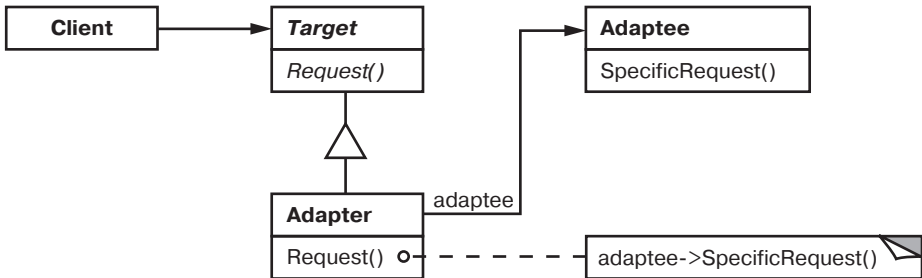 Client
Target
Request()
Adaptee
SpecificRequest()
adaptee
Adapter
Request()
adaptee->SpecificRequest()